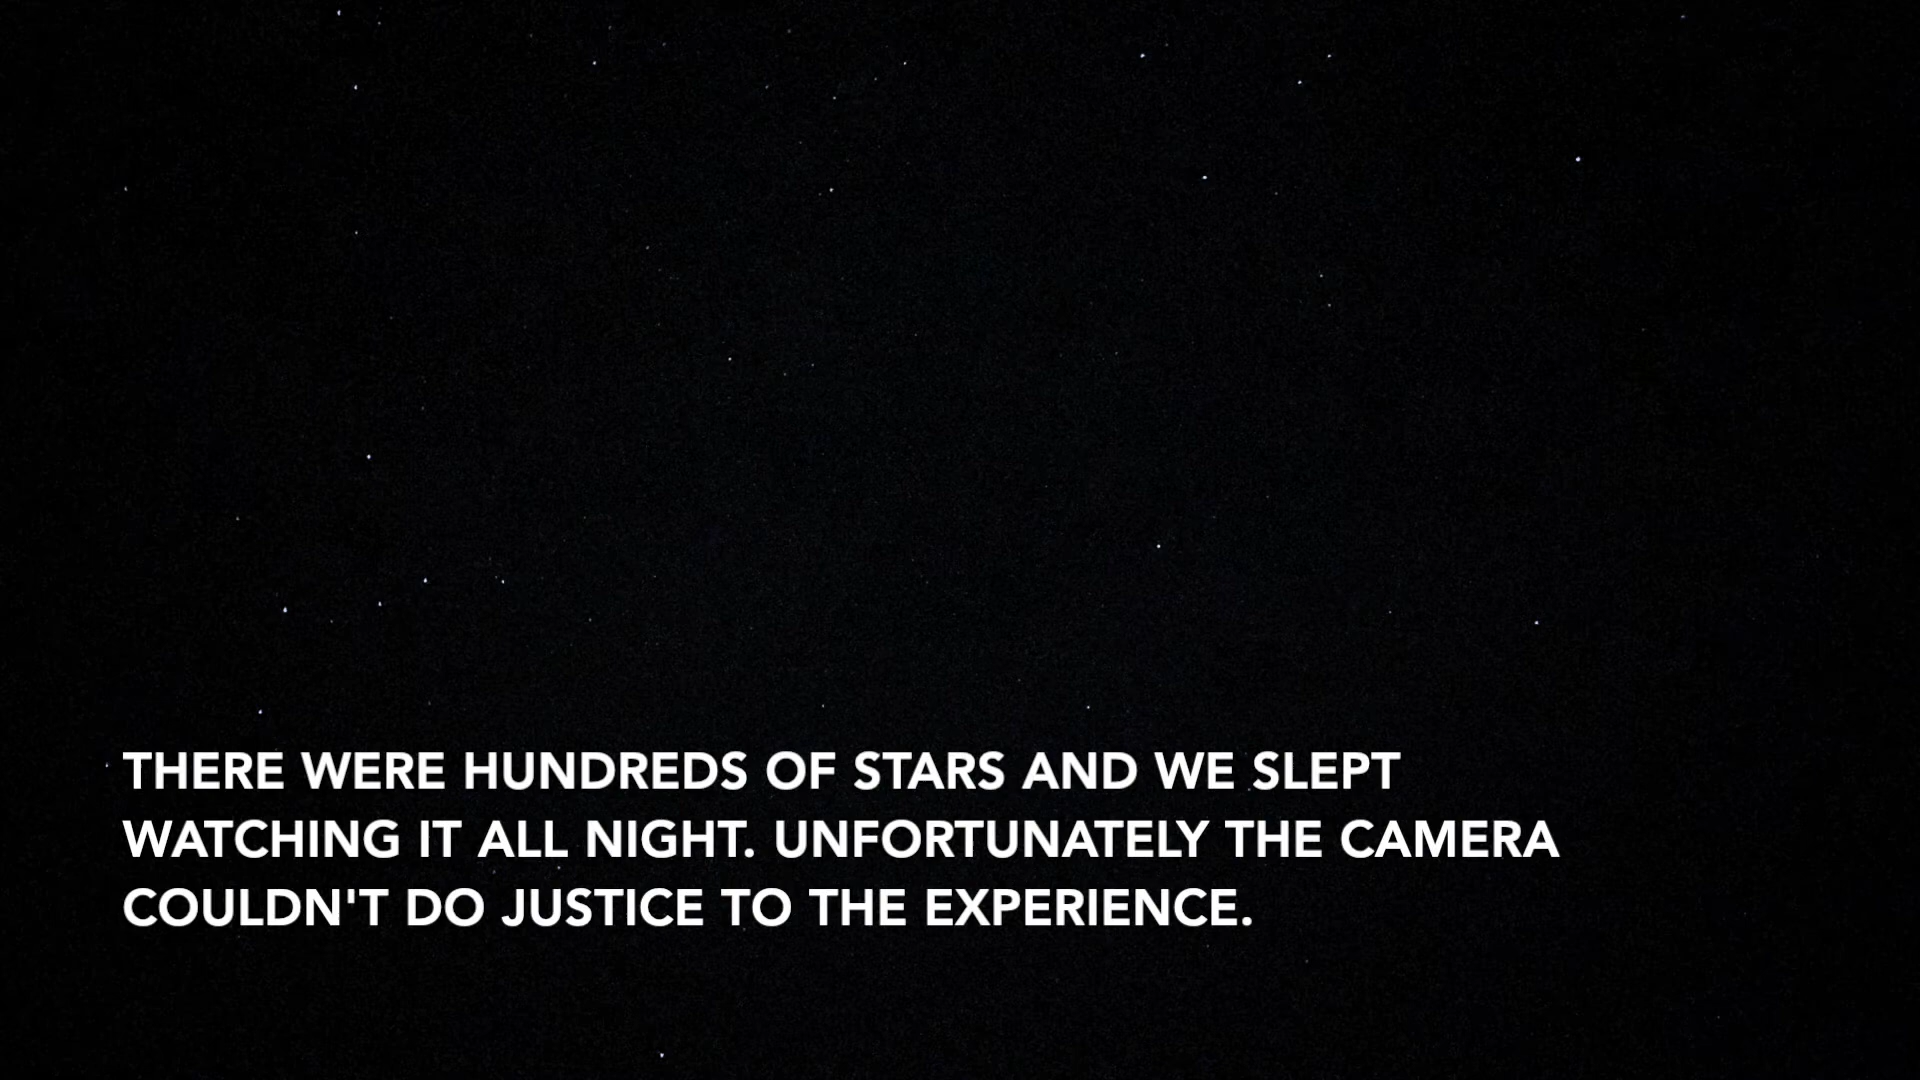 THERE WERE HUNDREDS OF STARS AND WE SLEPT
WATCHING IT ALL NIGHT. UNFORTUNATELY THE CAMERA
COULDN'T DO JUSTICE TO THE EXPERIENCE.